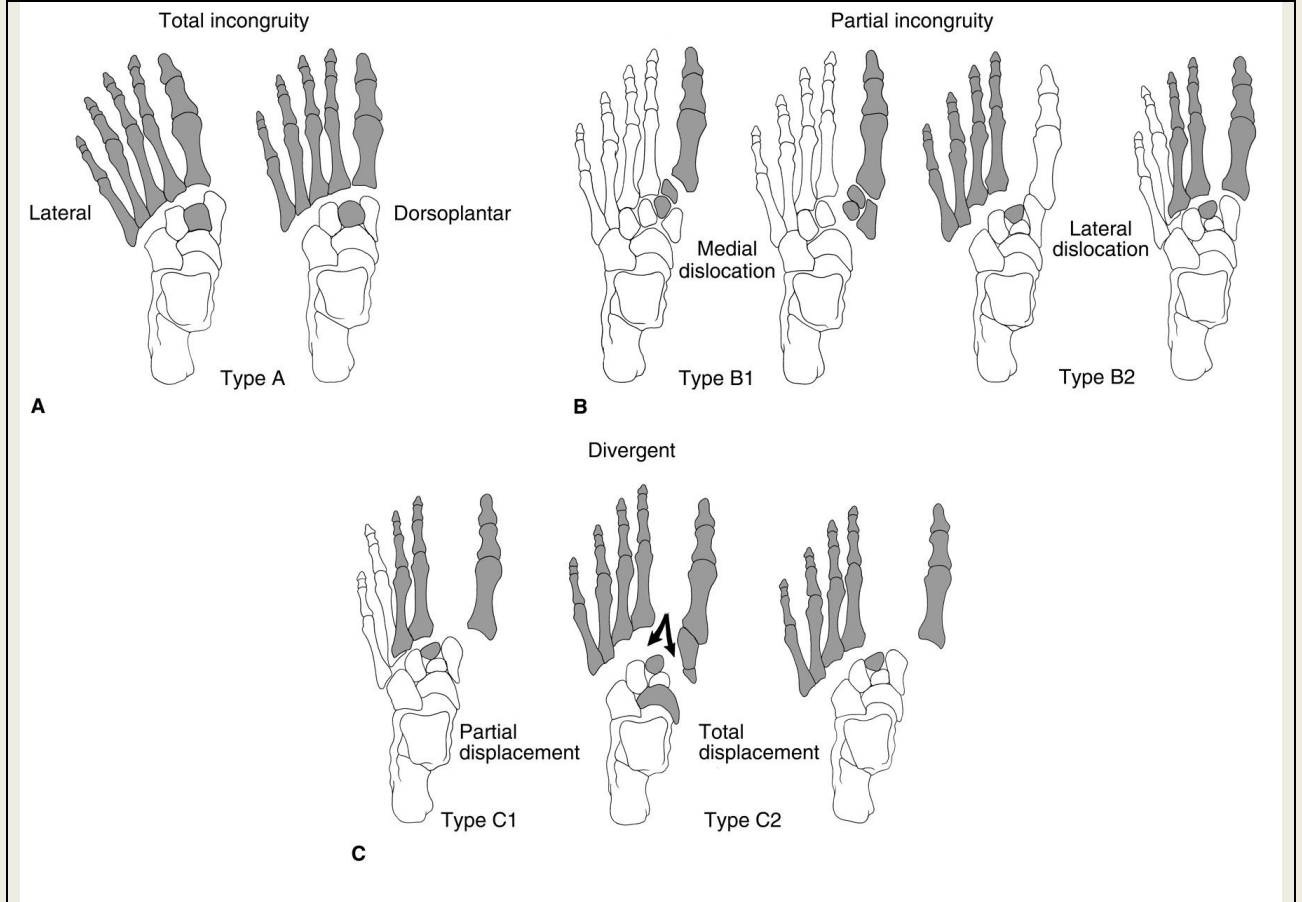 Total incongruity
Partial incongruity
Lateral
Dorsoplantar
Medial
dislocation
Lateral
dislocation
Type A
Type B1
Type B2
A
B
Divergent
Partial
displacement
Total
displacement
Type C1
Type C2
C